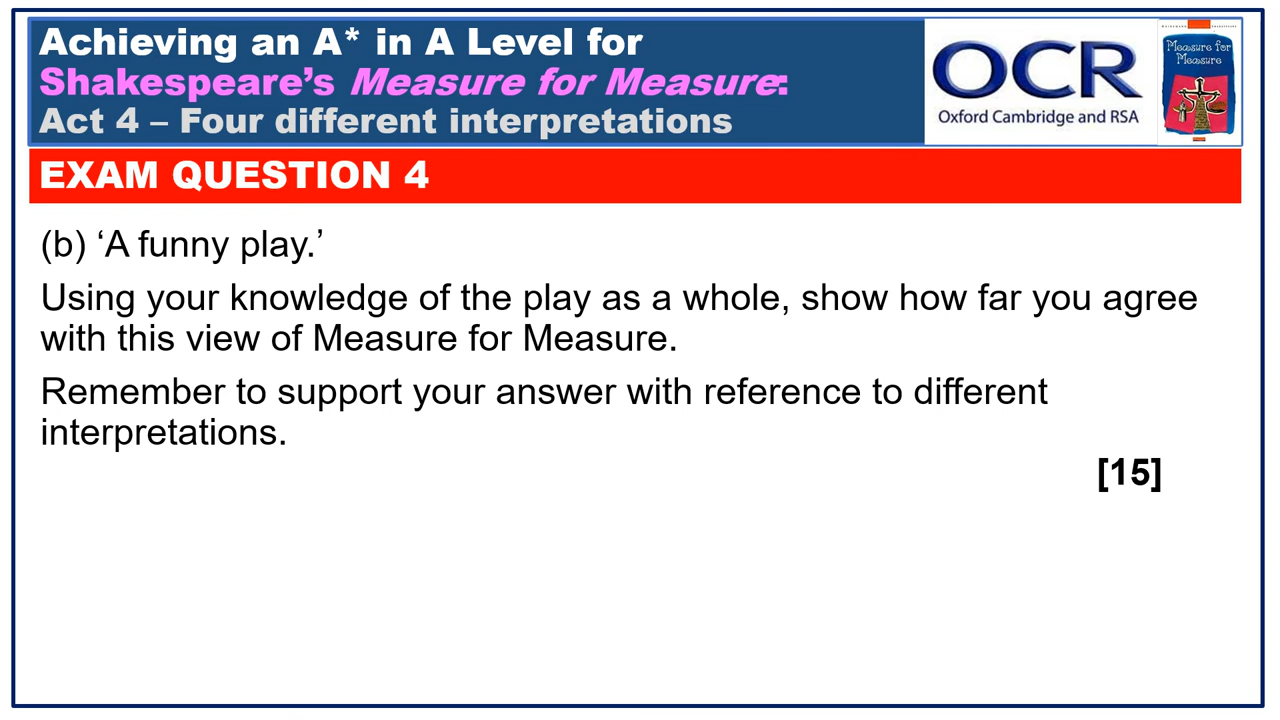 Achieving an A* in A Level for
Shakespeare's Measure for Measure:
Act 4 – Four different interpretations
OCR
Oxford Cambridge and RSA
Measure for
Measure
EXAM QUESTION 4
(b) ‘A funny play.’
Using your knowledge of the play as a whole, show how far you agree
with this view of Measure for Measure.
Remember to support your answer with reference to different
interpretations.
[15]